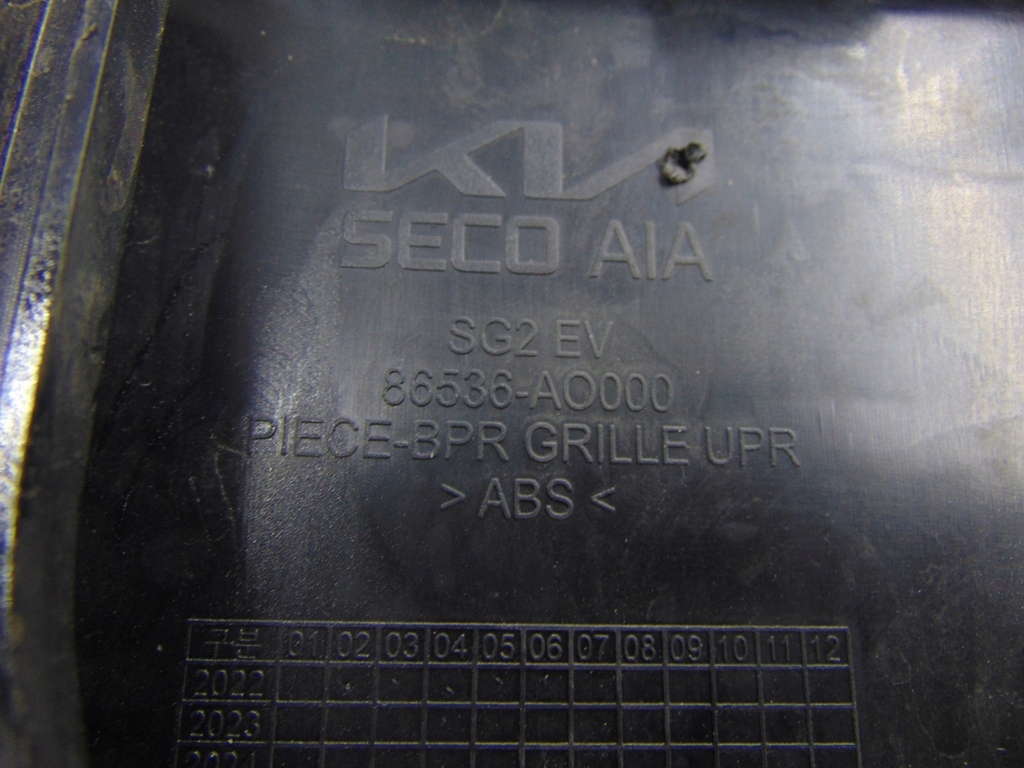 KIA
SECO AIA
SG2 EV
86536-AO000
PIECE-BPR GRILLE UPR
> ABS <
구분 01 02 03 04 05 06 07 08 09 10 11 12
2022
2023
2024